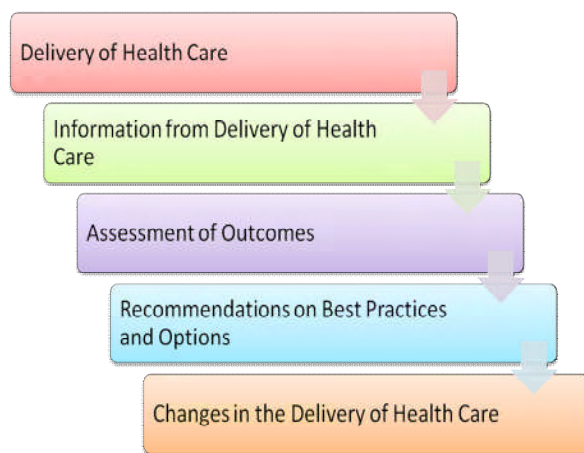 Delivery of Health Care
Information from Delivery of Health
Care
Assessment of Outcomes
Recommendations on Best Practices
and Options
Changes in the Delivery of Health Care